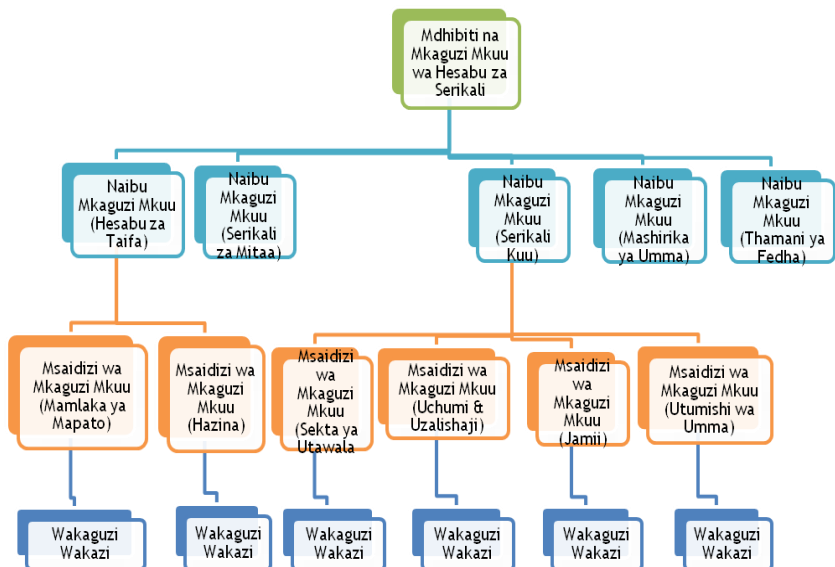 Mdhibiti na
Mkaguzi Mkuu
wa Hesabu za
Serikali
Naibu
Mkaguzi Mkuu
(Hesabu za
Taifa)
Naibu
Mkaguzi
Mkuu
(Serikali
za Mitaa)
Naibu
Mkaguzi
Mkuu
(Serikali
Kuu)
Naibu
Mkaguzi
Mkuu
(Mashirika
ya Umma)
Naibu
Mkaguzi
Mkuu
(Thamani ya
Fedha)
Msaidizi wa
Mkaguzi Mkuu
(Mamlaka ya
Mapato)
Msaidizi wa
Mkaguzi
Mkuu
(Hazina)
Msaidizi
wa
Mkaguzi
Mkuu
(Sekta ya
Utawala
Msaidizi wa
Mkaguzi Mkuu
(Uchumi &
Uzalishaji)
Msaidizi
wa
Mkaguzi
Mkuu
(Jamii)
Msaidizi wa
Mkaguzi Mkuu
(Utumishi wa
Umma)
Wakaguzi
Wakazi
Wakaguzi
Wakazi
Wakaguzi
Wakazi
Wakaguzi
Wakazi
Wakaguzi
Wakazi
Wakaguzi
Wakazi